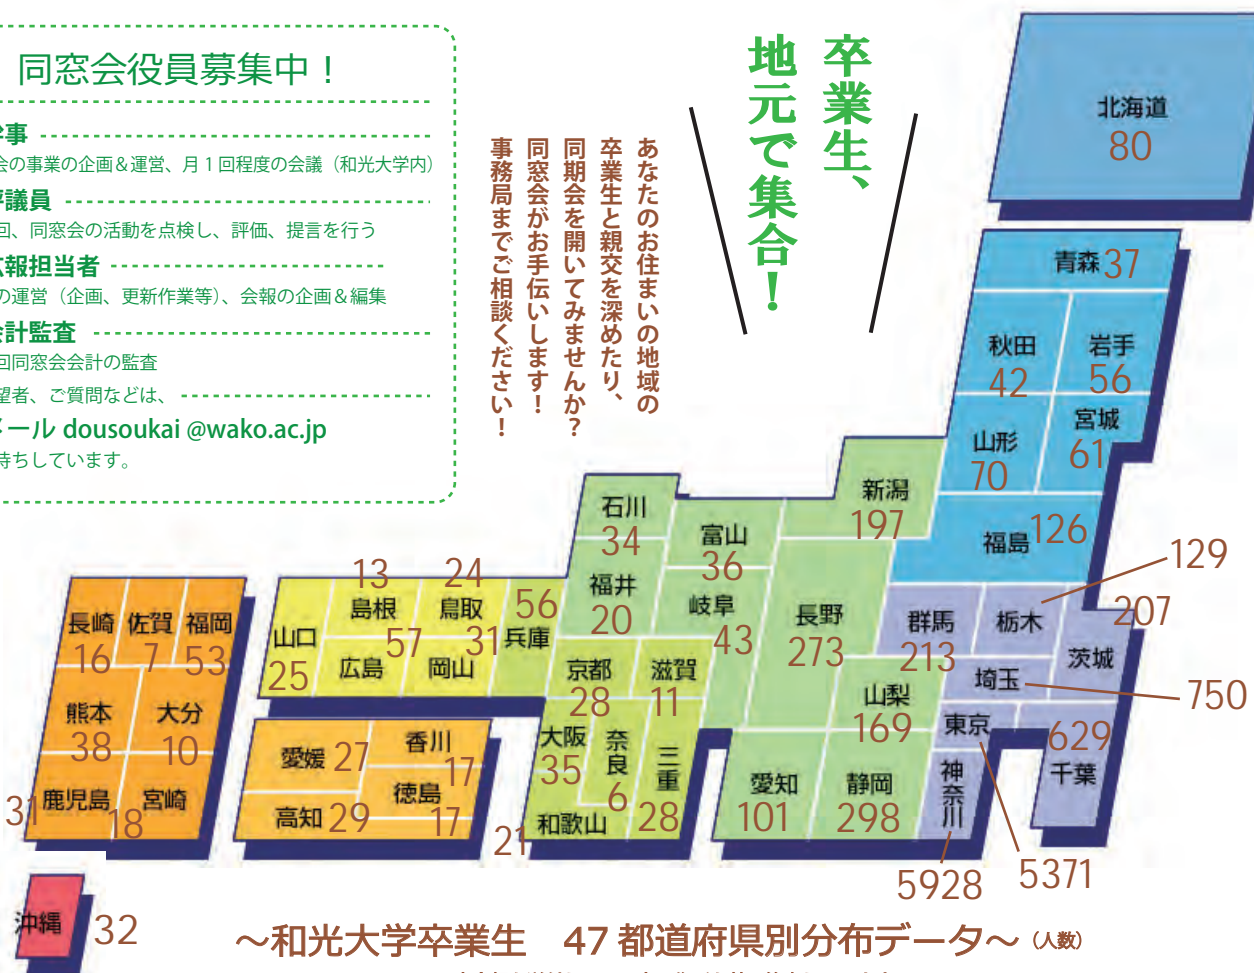 同窓会役員募集中！
幹事
会の事業の企画＆運営、月１回程度の会議（和光大学内）
評議員
回、同窓会の活動を点検し、評価、提言を行う
広報担当者
の運営（企画、更新作業等）、会報の企画＆編集
会計監査
回同窓会会計の監査
望者、ご質問などは、
メール dousoukai @wako.ac.jp
待ちしています。
卒業生、
地元で集合！
あなたのお住まいの地域の
卒業生と親交を深めたり、
同期会を開いてみませんか？
同窓会がお手伝いします！
事務局までご相談ください！
北海道
80
青森 37
秋田
42
岩手
56
山形
70
宮城
61
福島 126
新潟
197
石川
34
富山
36
福井
20
岐阜
43
長野
273
群馬
213
栃木
129
茨城
207
埼玉
750
東京
5371
千葉
629
神奈川
5928
山梨
169
静岡
298
愛知
101
滋賀
11
京都
28
大阪
35
奈良
6
三重
28
和歌山
21
兵庫
56
鳥取
24
島根
13
岡山
31
広島
57
山口
25
香川
17
愛媛 27
徳島
17
高知 29
福岡
53
佐賀
7
長崎
16
熊本
38
大分
10
鹿児島
31
宮崎
18
沖縄
32
～和光大学卒業生　47 都道府県別分布データ～（人数）